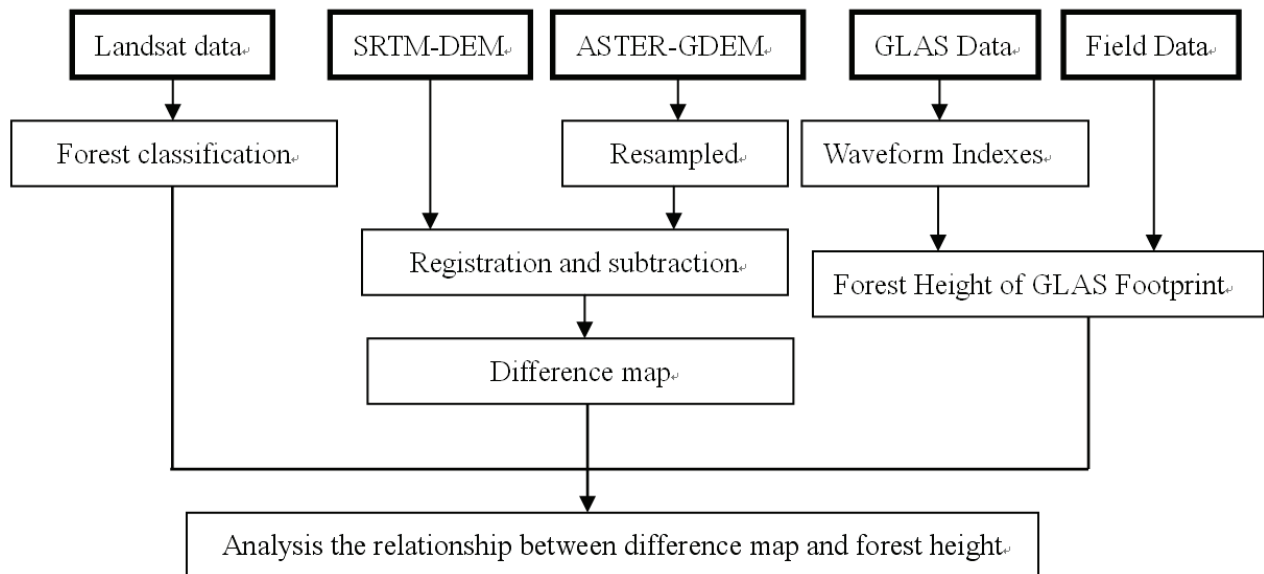 Landsat data
SRTM-DEM
ASTER-GDEM
GLAS Data
Field Data
Forest classification
Resampled
Waveform Indexes
Registration and subtraction
Forest Height of GLAS Footprint
Difference map
Analysis the relationship between difference map and forest height